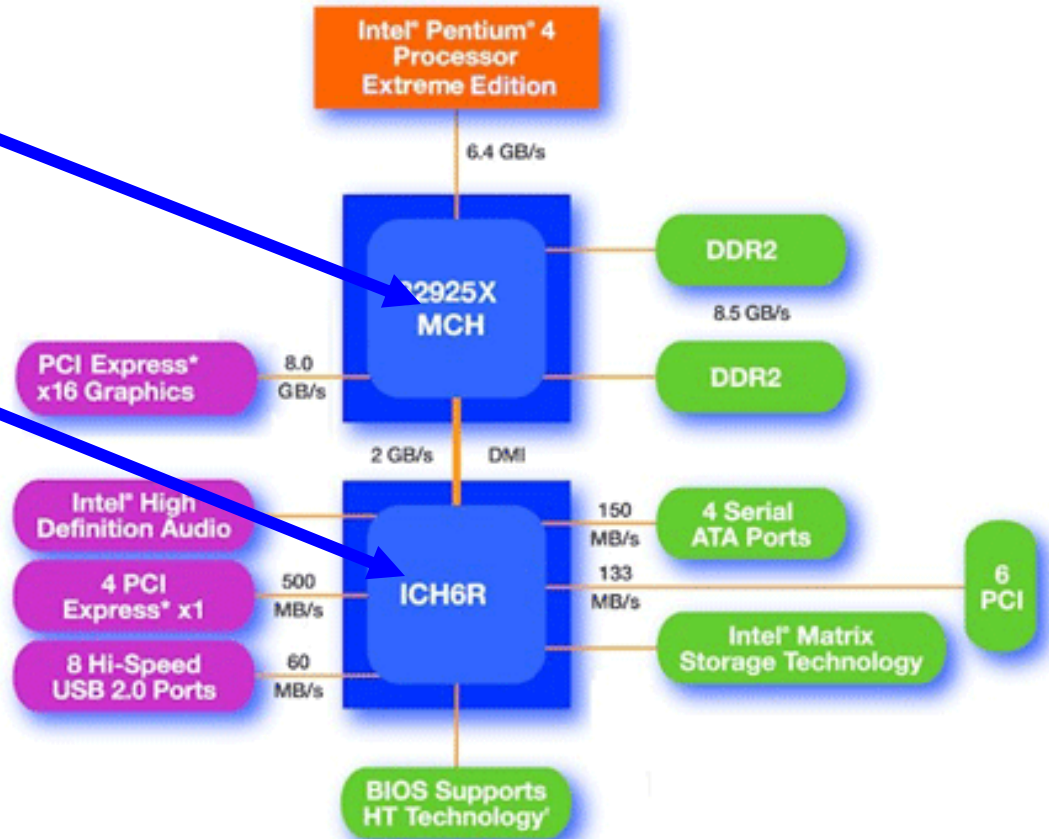 Intel® Pentium® 4
Processor
Extreme Edition
6.4 GB/s
82925X
MCH
DDR2
8.5 GB/s
DDR2
PCI Express*
x16 Graphics
8.0
GB/s
2 GB/s
DMI
Intel® High
Definition Audio
4 PCI
Express* x1
500
MB/s
8 Hi-Speed
USB 2.0 Ports
60
MB/s
ICH6R
150
MB/s
4 Serial
ATA Ports
133
MB/s
6
PCI
Intel® Matrix
Storage Technology
BIOS Supports
HT Technology¹